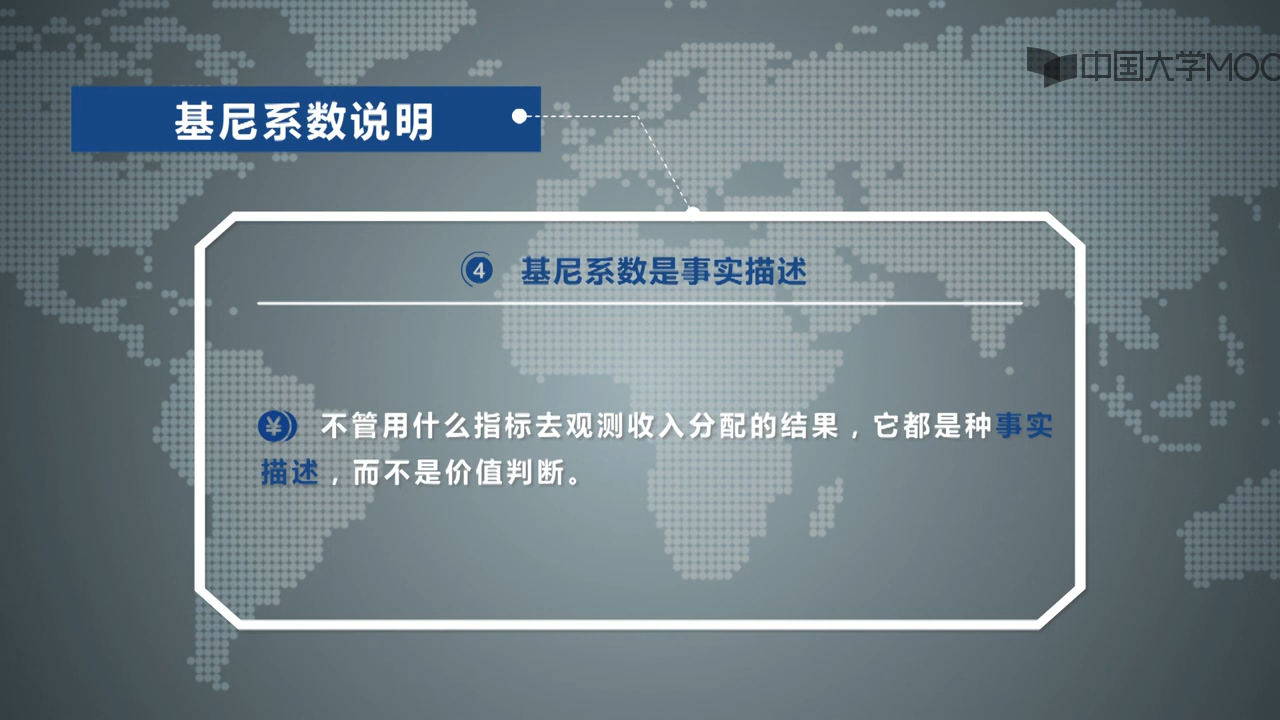 中国大学MOOC
基尼系数说明
4 基尼系数是事实描述
¥ 不管用什么指标去观测收入分配的结果，它都是种事实
描述，而不是价值判断。